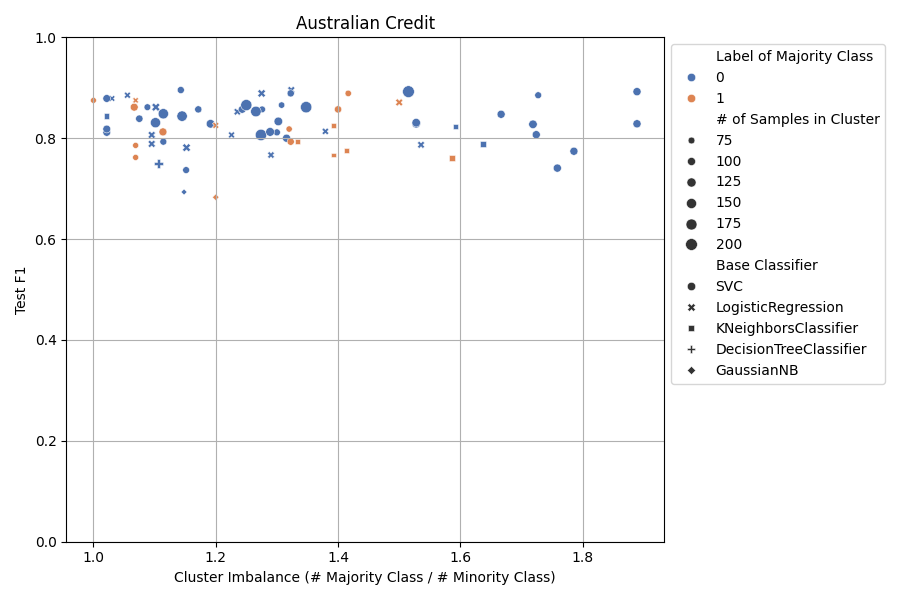 Australian Credit
1.0
0.8
0.6
0.4
0.2
0.0
Test F1
1.0
1.2
1.4
1.6
1.8
Cluster Imbalance (# Majority Class / # Minority Class)
Label of Majority Class
0
1
# of Samples in Cluster
75
100
125
150
175
200
Base Classifier
SVC
LogisticRegression
KNeighborsClassifier
DecisionTreeClassifier
GaussianNB